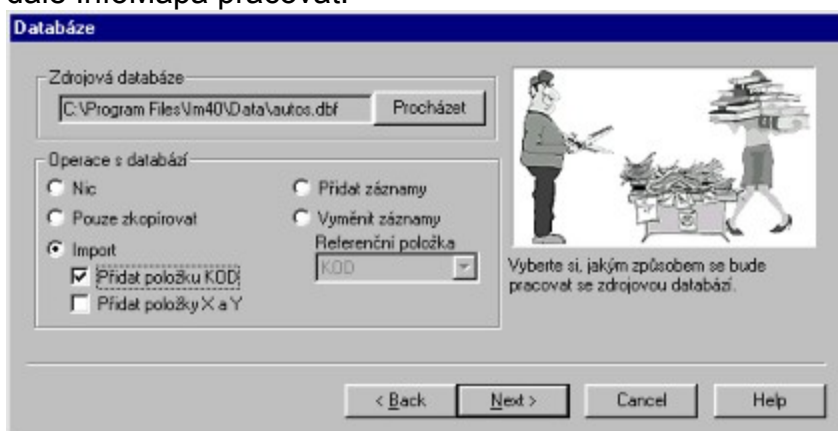 dále InfoMapa pracovat.
Databáze
Zdrojová databáze
C:\Program Files\Im40\Data\autos.dbf
Procházet
Operace s databází
Nic
Přidat záznamy
Pouze zkopírovat
Vyměnit záznamy
Import
Referenční položka
Přidat položku KOD
KOD
Přidat položky X a Y
Vyberte si, jakým způsobem se bude
pracovat se zdrojovou databází.
< Back
Next >
Cancel
Help